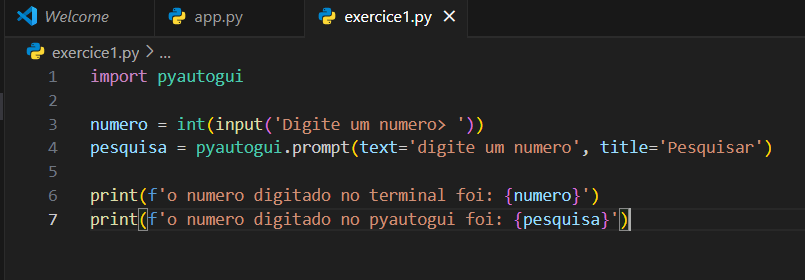 Welcome app.py exercice1.py
exercice1.py > ...
1 import pyautogui
2
3 numero = int(input('Digite um numero> '))
4 pesquisa = pyautogui.prompt(text='digite um numero', title='Pesquisar')
5
6 print(f'o numero digitado no terminal foi: {numero}')
7 print(f'o numero digitado no pyautogui foi: {pesquisa}')